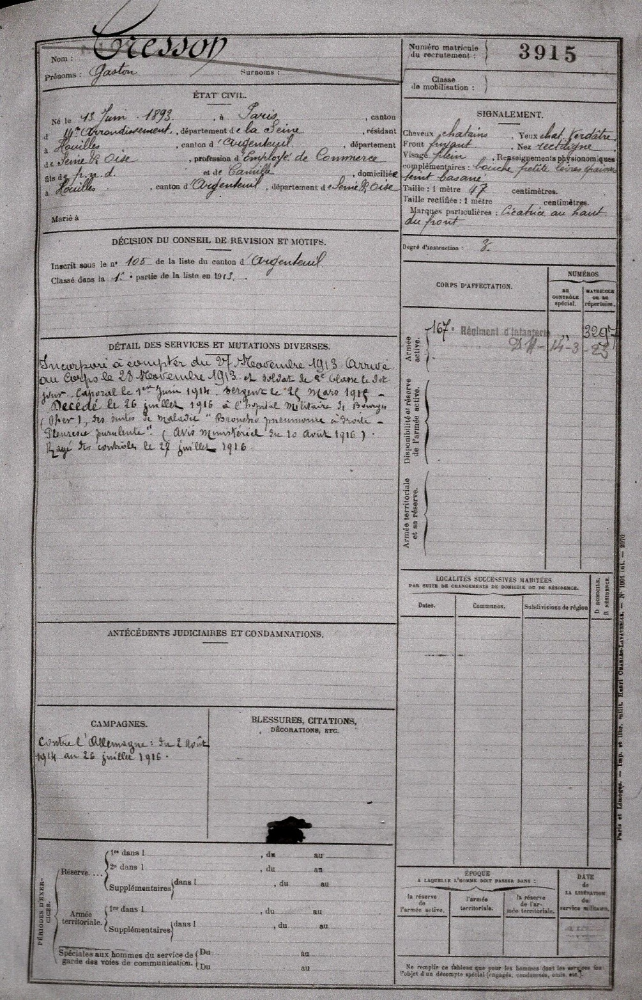 Nom : Cresson
Prénoms : Gaston Surnoms :
Numéro matricule
du recrutement : 3915
Classe
de mobilisation :
ÉTAT CIVIL.
Né le 13 Juin 1893, à Paris, canton
d 14e Arrondissement, département de la Seine, résidant
à Houilles, canton d'Argenteuil, département
de Seine & Oise, profession d'Employé de Commerce
fils de p.n.d. et de Camille, domiciliée
à Houilles, canton d'Argenteuil, département de Seine & Oise
Marié à
SIGNALEMENT.
Cheveux chatains, Yeux chat. verdâtre
Front fuyant, Nez rectiligne
Visage plein, Renseignements physionomiques
complémentaires : bouche petite lèvres épaisses
teint basané
Taille : 1 mètre 47 centimètres.
Taille rectifiée : 1 mètre centimètres.
Marques particulières : Cicatrice au haut
du front
Degré d'instruction : 3.
DÉCISION DU CONSEIL DE REVISION ET MOTIFS.
Inscrit sous le n° 105 de la liste du canton d'Argenteuil
Classé dans la 1e partie de la liste en 1913.
CORPS D'AFFECTATION.
NUMÉROS
au
CONTRÔLE
spécial.
MATRICULE
ou au
répertoire.
Armée
active.
167e Régiment d'Infanterie " 3297
14-3-23
Disponibilité et réserve
de l'armée active.
Armée territoriale
et sa réserve.
DÉTAIL DES SERVICES ET MUTATIONS DIVERSES.
Incorporé à compter du 27 Novembre 1913. Arrivé
au Corps le 28 Novembre 1913 et soldat de 2e classe le dit
jour. Caporal le 1er Juin 1914. Sergent le 25 Mars 1915 -
Décédé le 26 juillet 1916 à l'hôpital Militaire de Bourges
(Cher), des suites de maladie "Broncho pneumonie à droite -
Pleurésie purulente". (Avis Ministériel du 10 Août 1916).
Rayé des contrôles le 27 juillet 1916.
LOCALITÉS SUCCESSIVES HABITÉES
PAR SUITE DE CHANGEMENTS DE DOMICILE OU DE RÉSIDENCE.
Dates. Communes. Subdivisions de région
D DOMICILE.
R RÉSIDENCE.
ANTÉCÉDENTS JUDICIAIRES ET CONDAMNATIONS.
CAMPAGNES.
Contre l'Allemagne : du 2 Août
1914 au 26 juillet 1916.
BLESSURES, CITATIONS,
DÉCORATIONS, ETC.
PÉRIODES D'EXER-
CICES.
Réserve....
1re dans l , du au
2e dans l , du au
Supplémentaires dans l , du au
Armée
territoriale.
1re dans l , du au
Supplémentaires dans l , du au
Spéciales aux hommes du service de
garde des voies de communication.
Du au
Du au
ÉPOQUE
A LAQUELLE L'HOMME DOIT PASSER DANS :
la réserve
de
l'armée active.
l'armée
territoriale.
la réserve
de l'ar-
mée territoriale.
DATE
de
LA LIBÉRATION
du
service militaire.
Ne remplir ce tableau que pour les hommes dont les services font
l'objet d'un décompte spécial (engagés, condamnés, omis, etc.).
Paris et Limoges. — Imp. et libr. milit. Henri CHARLES-LAVAUZELLE. — N° 1001 int. — 2076